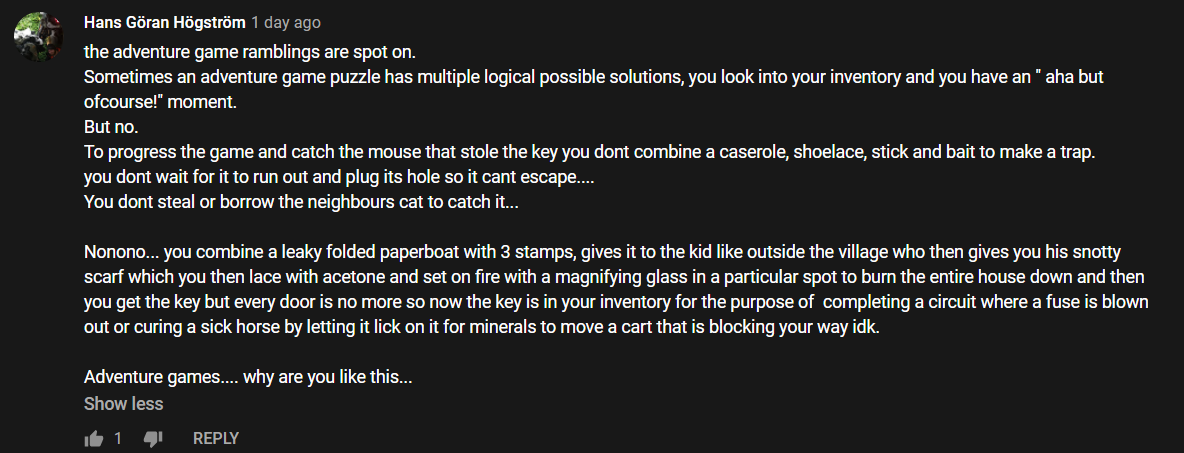 Hans Göran Högström 1 day ago
the adventure game ramblings are spot on.
Sometimes an adventure game puzzle has multiple logical possible solutions, you look into your inventory and you have an " aha but
ofcourse!" moment.
But no.
To progress the game and catch the mouse that stole the key you dont combine a caserole, shoelace, stick and bait to make a trap.
you dont wait for it to run out and plug its hole so it cant escape....
You dont steal or borrow the neighbours cat to catch it...
Nonono... you combine a leaky folded paperboat with 3 stamps, gives it to the kid like outside the village who then gives you his snotty
scarf which you then lace with acetone and set on fire with a magnifying glass in a particular spot to burn the entire house down and then
you get the key but every door is no more so now the key is in your inventory for the purpose of  completing a circuit where a fuse is blown
out or curing a sick horse by letting it lick on it for minerals to move a cart that is blocking your way idk.
Adventure games.... why are you like this...
Show less
1 REPLY